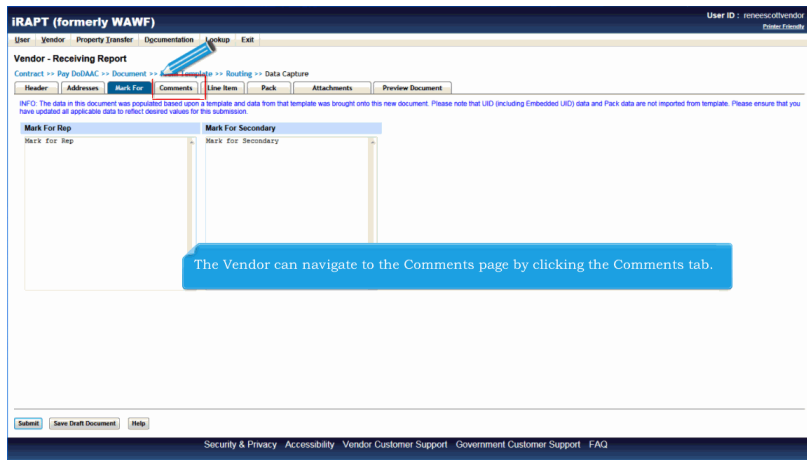 iRAPT (formerly WAWF)
User ID : reneescottvendor
Printer Friendly
User Vendor Property Transfer Documentation Lookup Exit
Vendor - Receiving Report
Contract >> Pay DoDAAC >> Document >> Template >> Routing >> Data Capture
Header Addresses Mark For Comments Line Item Pack Attachments Preview Document
INFO: The data in this document was populated based upon a template and data from that template was brought onto this new document. Please note that UID (including Embedded UID) data and Pack data are not imported from template. Please ensure that you
have updated all applicable data to reflect desired values for this submission.
Mark For Rep Mark For Secondary
Mark for Rep Mark for Secondary
The Vendor can navigate to the Comments page by clicking the Comments tab.
Submit Save Draft Document Help
Security & Privacy Accessibility Vendor Customer Support Government Customer Support FAQ